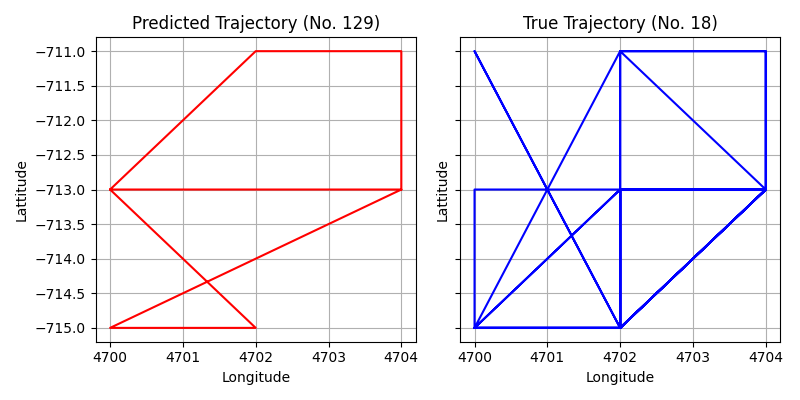 Predicted Trajectory (No. 129)
True Trajectory (No. 18)
−711.0
−711.5
−712.0
−712.5
−713.0
−713.5
−714.0
−714.5
−715.0
Lattitude
Lattitude
4700 4701 4702 4703 4704
4700 4701 4702 4703 4704
Longitude
Longitude